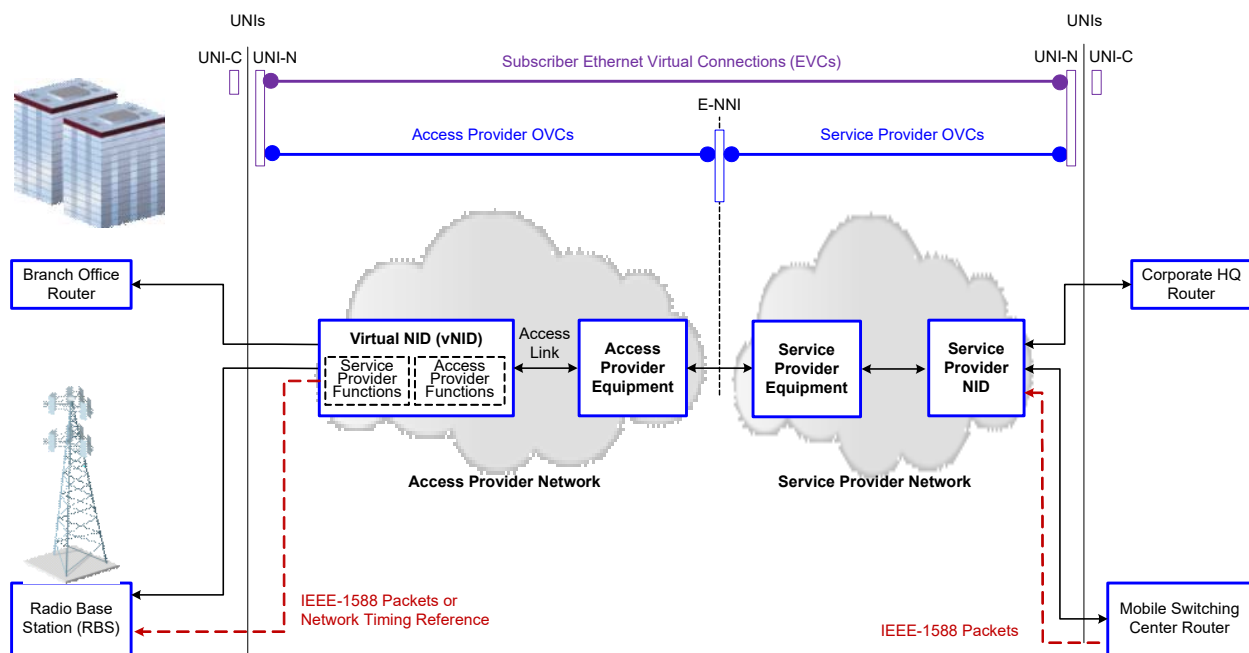 UNIs
UNIs
UNI-C
UNI-N
Subscriber Ethernet Virtual Connections (EVCs)
UNI-N
UNI-C
E-NNI
Access Provider OVCs
Service Provider OVCs
Branch Office
Router
Corporate HQ
Router
Virtual NID (vNID)
Service
Provider
Functions
Access
Provider
Functions
Access
Link
Access
Provider
Equipment
Service
Provider
Equipment
Service
Provider
NID
Access Provider Network
Service Provider Network
IEEE-1588 Packets or
Network Timing Reference
Radio Base
Station (RBS)
IEEE-1588 Packets
Mobile Switching
Center Router